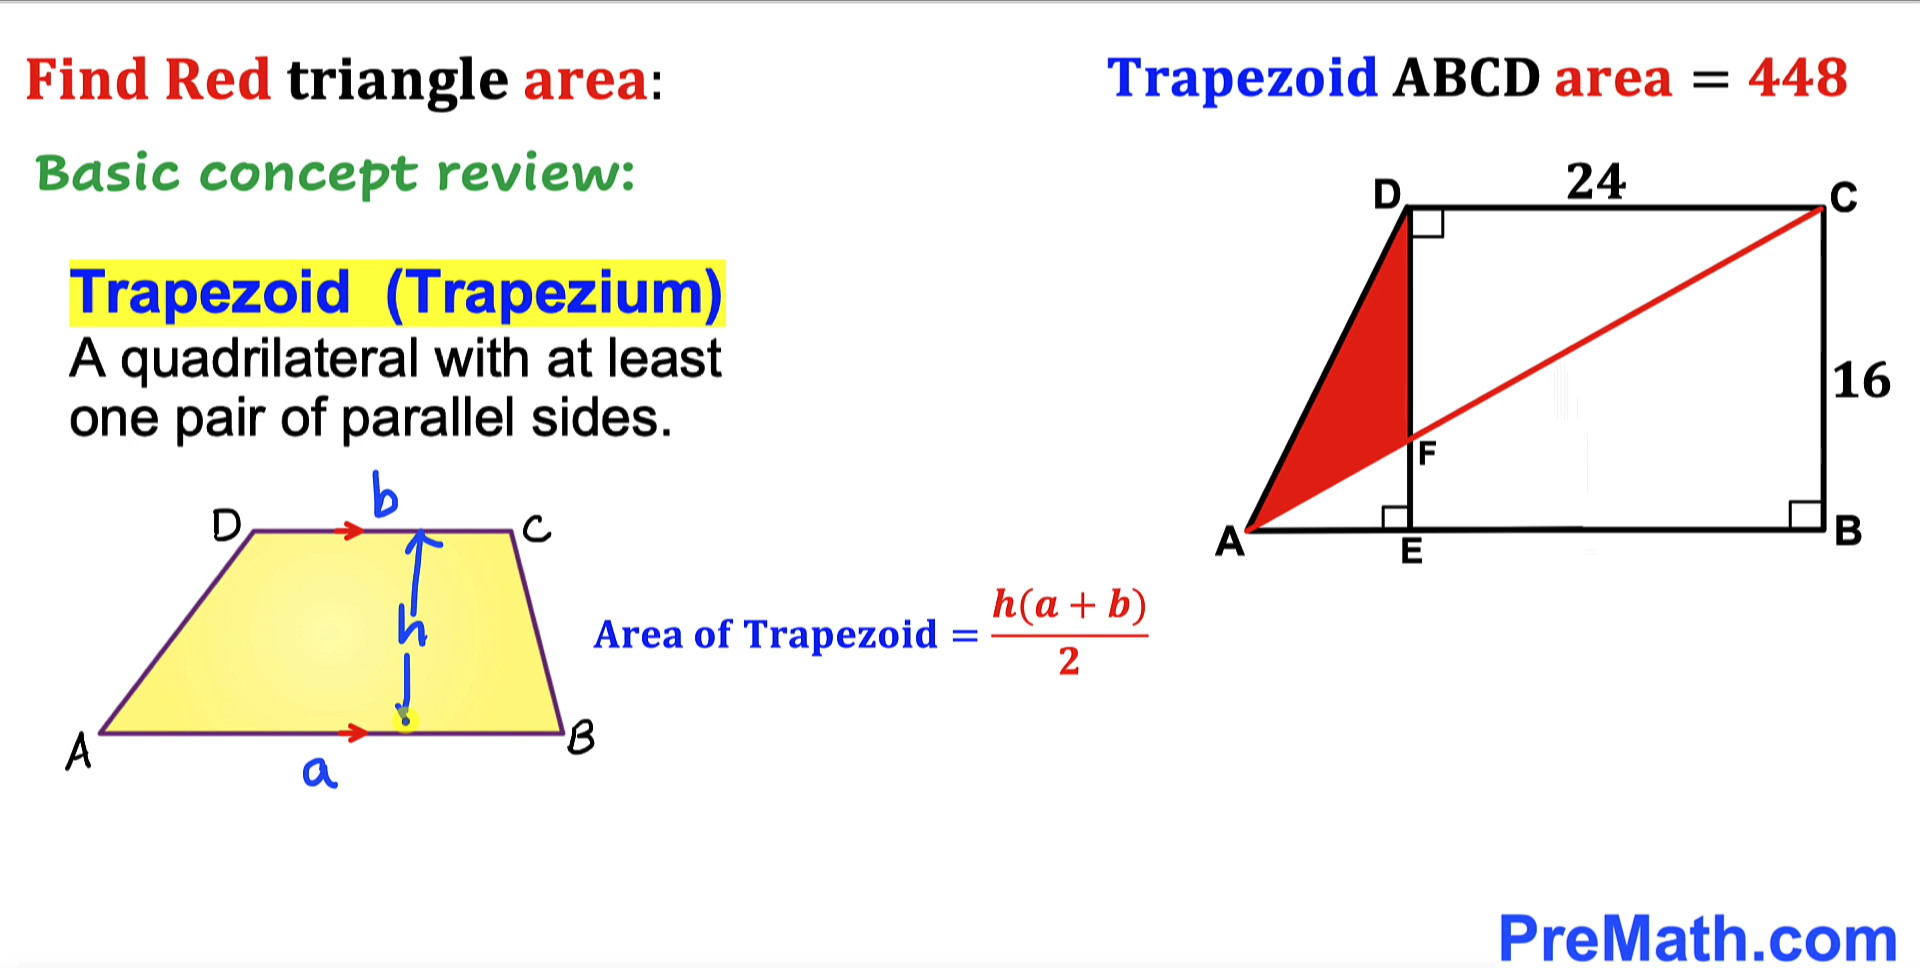 Find Red triangle area:
Trapezoid ABCD area = 448
Basic concept review:
Trapezoid (Trapezium)
A quadrilateral with at least
one pair of parallel sides.
D
24
C
16
F
A
E
B
b
D
C
h
A
B
a
Area of Trapezoid = h(a + b)
2
PreMath.com